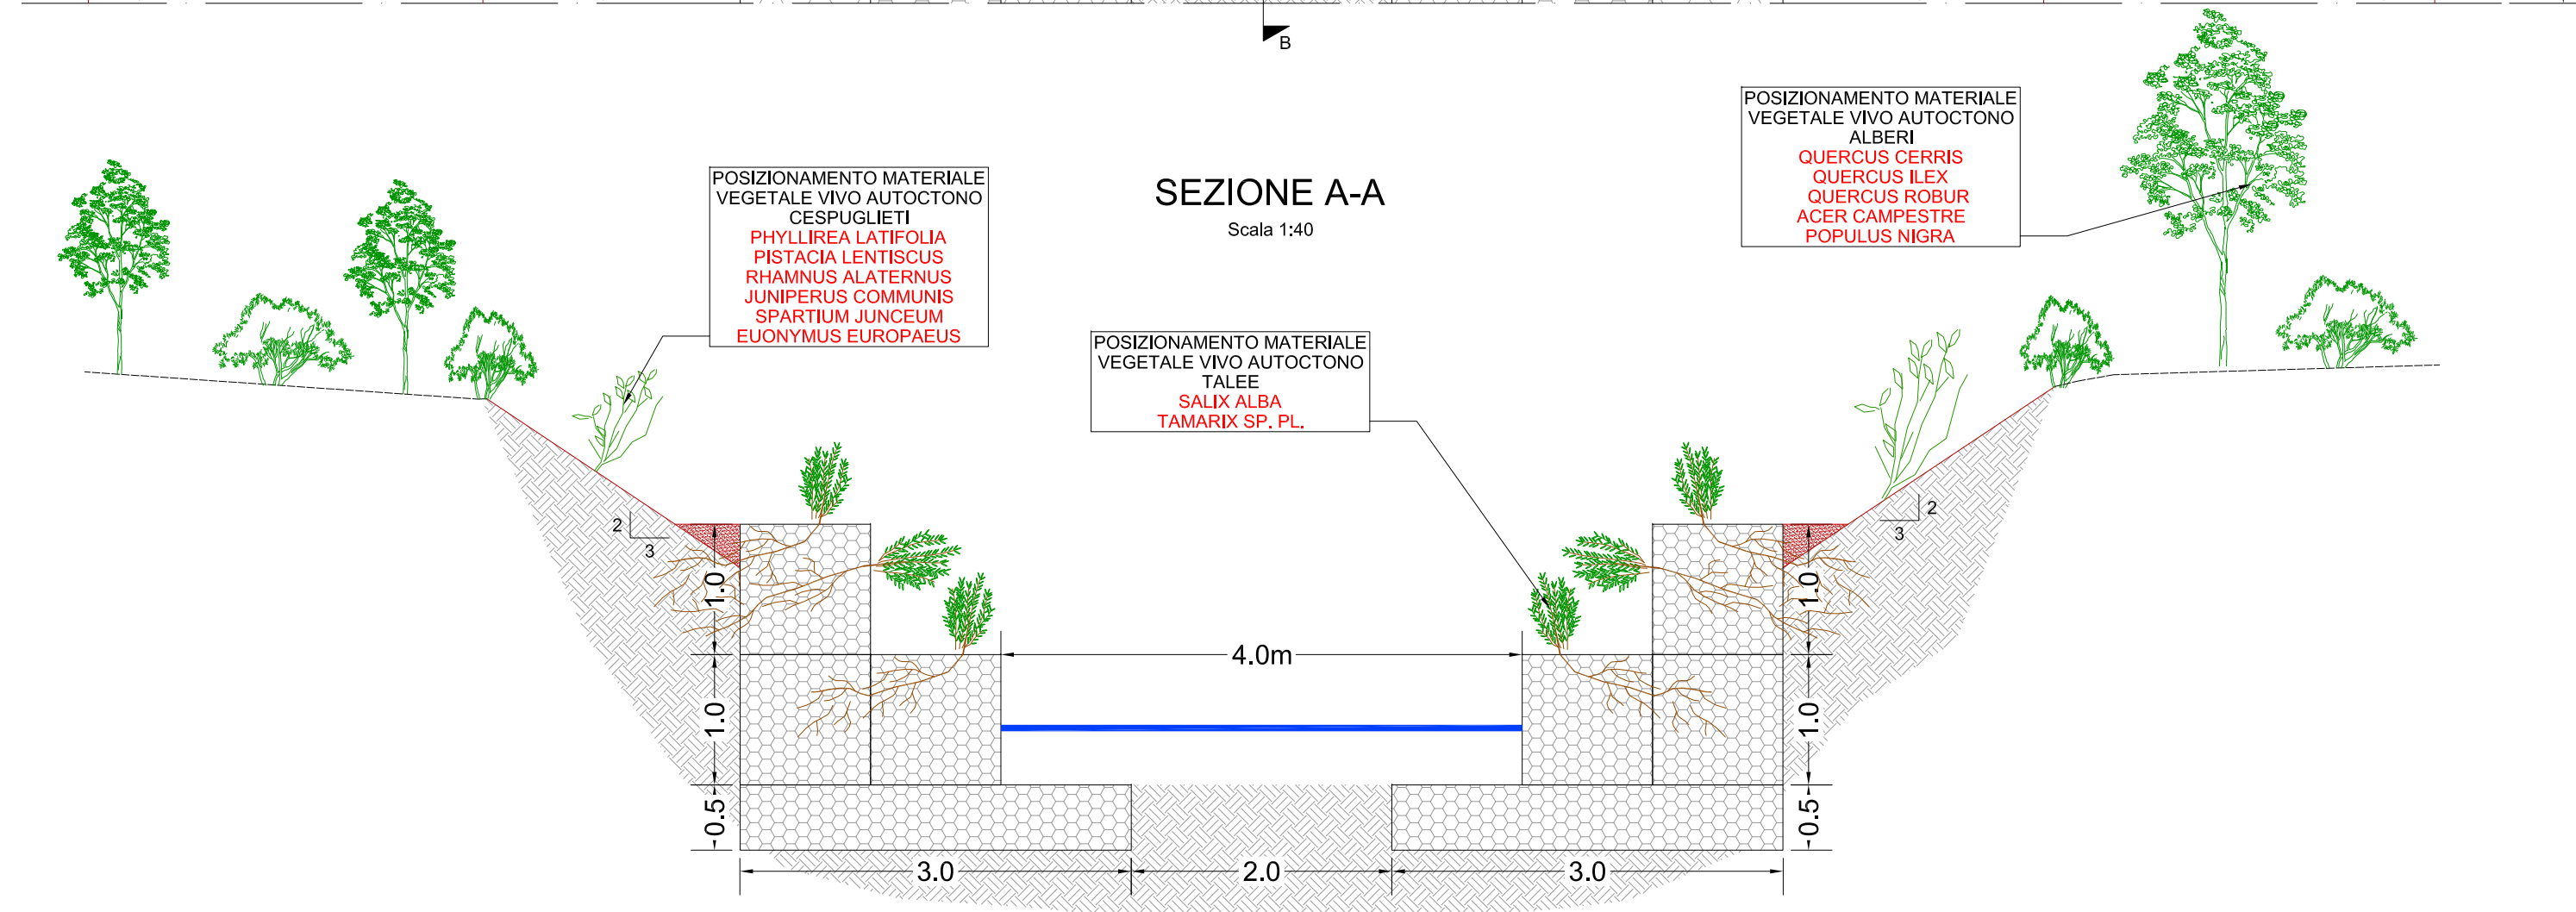 B
SEZIONE A-A
Scala 1:40
POSIZIONAMENTO MATERIALE
VEGETALE VIVO AUTOCTONO
CESPUGLIETI
PHYLLIREA LATIFOLIA
PISTACIA LENTISCUS
RHAMNUS ALATERNUS
JUNIPERUS COMMUNIS
SPARTIUM JUNCEUM
EUONYMUS EUROPAEUS
POSIZIONAMENTO MATERIALE
VEGETALE VIVO AUTOCTONO
TALEE
SALIX ALBA
TAMARIX SP. PL.
POSIZIONAMENTO MATERIALE
VEGETALE VIVO AUTOCTONO
ALBERI
QUERCUS CERRIS
QUERCUS ILEX
QUERCUS ROBUR
ACER CAMPESTRE
POPULUS NIGRA
2
3
2
3
1.0
1.0
0.5
4.0m
1.0
1.0
0.5
3.0
2.0
3.0